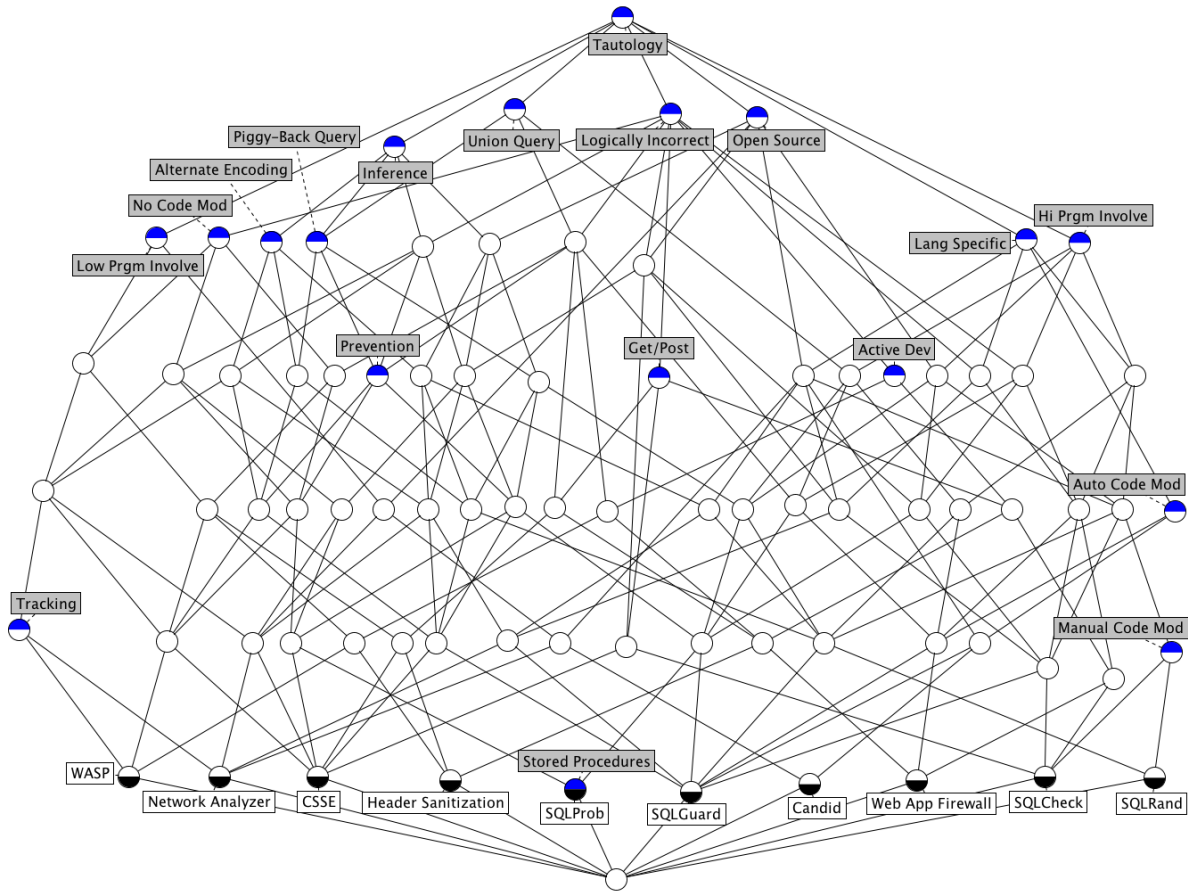 Tautology
Piggy-Back Query
Union Query
Logically Incorrect
Open Source
Alternate Encoding
Inference
No Code Mod
Hi Prgm Involve
Lang Specific
Low Prgm Involve
Prevention
Get/Post
Active Dev
Auto Code Mod
Tracking
Manual Code Mod
Stored Procedures
WASP
Network Analyzer
CSSE
Header Sanitization
SQLProb
SQLGuard
Candid
Web App Firewall
SQLCheck
SQLRand